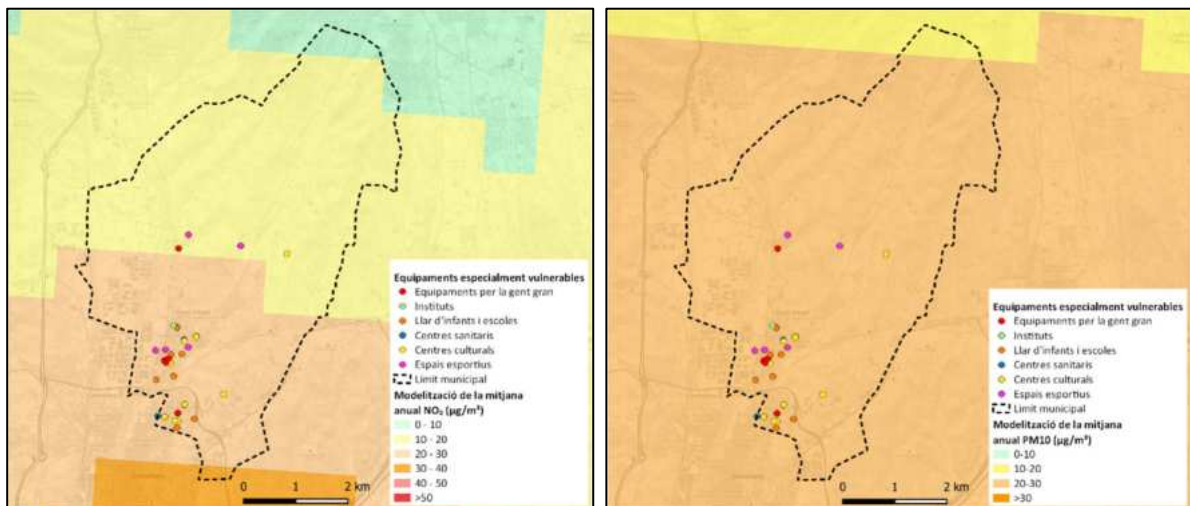 Equipaments especialment vulnerables
Equipaments per la gent gran
Instituts
Llar d'infants i escoles
Centres sanitaris
Centres culturals
Espais esportius
Límit municipal
Modelització de la mitjana
anual NO₂ (µg/m³)
0 - 10
10 - 20
20 - 30
30 - 40
40 - 50
>50
0 1 2 km
Equipaments especialment vulnerables
Equipaments per la gent gran
Instituts
Llar d'infants i escoles
Centres sanitaris
Centres culturals
Espais esportius
Límit municipal
Modelització de la mitjana
anual PM10 (µg/m³)
0-10
10-20
20-30
>30
0 1 2 km